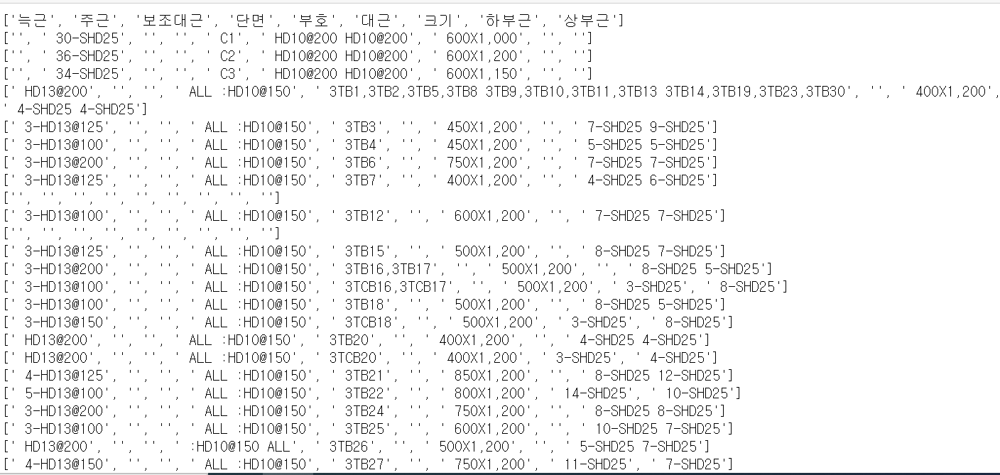 ['늑근', '주근', '보조대근', '단면', '부호', '대근', '크기', '하부근', '상부근']
['', ' 30-SHD25', '', '', ' C1', ' HD10@200 HD10@200', ' 600X1,000', '', '']
['', ' 36-SHD25', '', '', ' C2', ' HD10@200 HD10@200', ' 600X1,200', '', '']
['', ' 34-SHD25', '', '', ' C3', ' HD10@200 HD10@200', ' 600X1,150', '', '']
[' HD13@200', '', '', ' ALL :HD10@150', ' 3TB1,3TB2,3TB5,3TB8 3TB9,3TB10,3TB11,3TB13 3TB14,3TB19,3TB23,3TB30', '', ' 400X1,200',
' 4-SHD25 4-SHD25']
[' 3-HD13@125', '', '', ' ALL :HD10@150', ' 3TB3', '', ' 450X1,200', '', ' 7-SHD25 9-SHD25']
[' 3-HD13@100', '', '', ' ALL :HD10@150', ' 3TB4', '', ' 450X1,200', '', ' 5-SHD25 5-SHD25']
[' 3-HD13@200', '', '', ' ALL :HD10@150', ' 3TB6', '', ' 750X1,200', '', ' 7-SHD25 7-SHD25']
[' 3-HD13@125', '', '', ' ALL :HD10@150', ' 3TB7', '', ' 400X1,200', '', ' 4-SHD25 6-SHD25']
['', '', '', '', '', '', '', '', '']
[' 3-HD13@100', '', '', ' ALL :HD10@150', ' 3TB12', '', ' 600X1,200', '', ' 7-SHD25 7-SHD25']
['', '', '', '', '', '', '', '', '']
[' 3-HD13@125', '', '', ' ALL :HD10@150', ' 3TB15', '', ' 500X1,200', '', ' 8-SHD25 7-SHD25']
[' 3-HD13@200', '', '', ' ALL :HD10@150', ' 3TB16,3TB17', '', ' 500X1,200', '', ' 8-SHD25 5-SHD25']
[' 3-HD13@100', '', '', ' ALL :HD10@150', ' 3TCB16,3TCB17', '', ' 500X1,200', ' 3-SHD25', ' 8-SHD25']
[' 3-HD13@100', '', '', ' ALL :HD10@150', ' 3TB18', '', ' 500X1,200', '', ' 8-SHD25 5-SHD25']
[' 3-HD13@150', '', '', ' ALL :HD10@150', ' 3TCB18', '', ' 500X1,200', ' 3-SHD25', ' 8-SHD25']
[' HD13@200', '', '', ' ALL :HD10@150', ' 3TB20', '', ' 400X1,200', '', ' 4-SHD25 4-SHD25']
[' HD13@200', '', '', ' ALL :HD10@150', ' 3TCB20', '', ' 400X1,200', ' 3-SHD25', ' 4-SHD25']
[' 4-HD13@125', '', '', ' ALL :HD10@150', ' 3TB21', '', ' 850X1,200', '', ' 8-SHD25 12-SHD25']
[' 5-HD13@100', '', '', ' ALL :HD10@150', ' 3TB22', '', ' 800X1,200', ' 14-SHD25', ' 10-SHD25']
[' 3-HD13@200', '', '', ' ALL :HD10@150', ' 3TB24', '', ' 750X1,200', '', ' 8-SHD25 8-SHD25']
[' 3-HD13@100', '', '', ' ALL :HD10@150', ' 3TB25', '', ' 600X1,200', '', ' 10-SHD25 7-SHD25']
[' HD13@200', '', '', ' :HD10@150 ALL', ' 3TB26', '', ' 500X1,200', '', ' 5-SHD25 7-SHD25']
[' 4-HD13@150', '', '', ' ALL :HD10@150', ' 3TB27', '', ' 750X1,200', ' 11-SHD25', ' 7-SHD25']